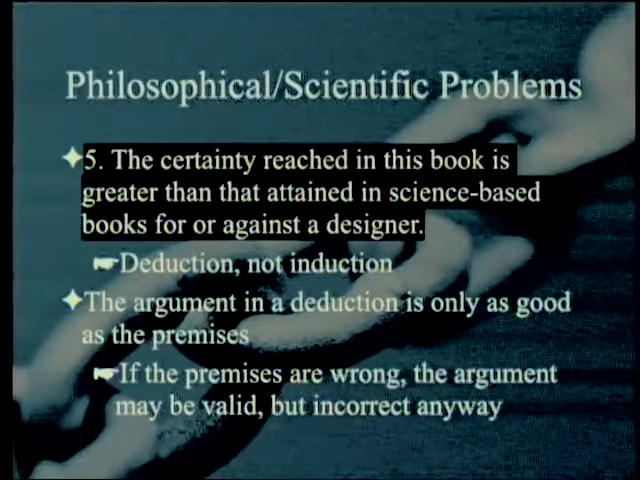 Philosophical/Scientific Problems
5. The certainty reached in this book is
greater than that attained in science-based
books for or against a designer.
Deduction, not induction
The argument in a deduction is only as good
as the premises
If the premises are wrong, the argument
may be valid, but incorrect anyway